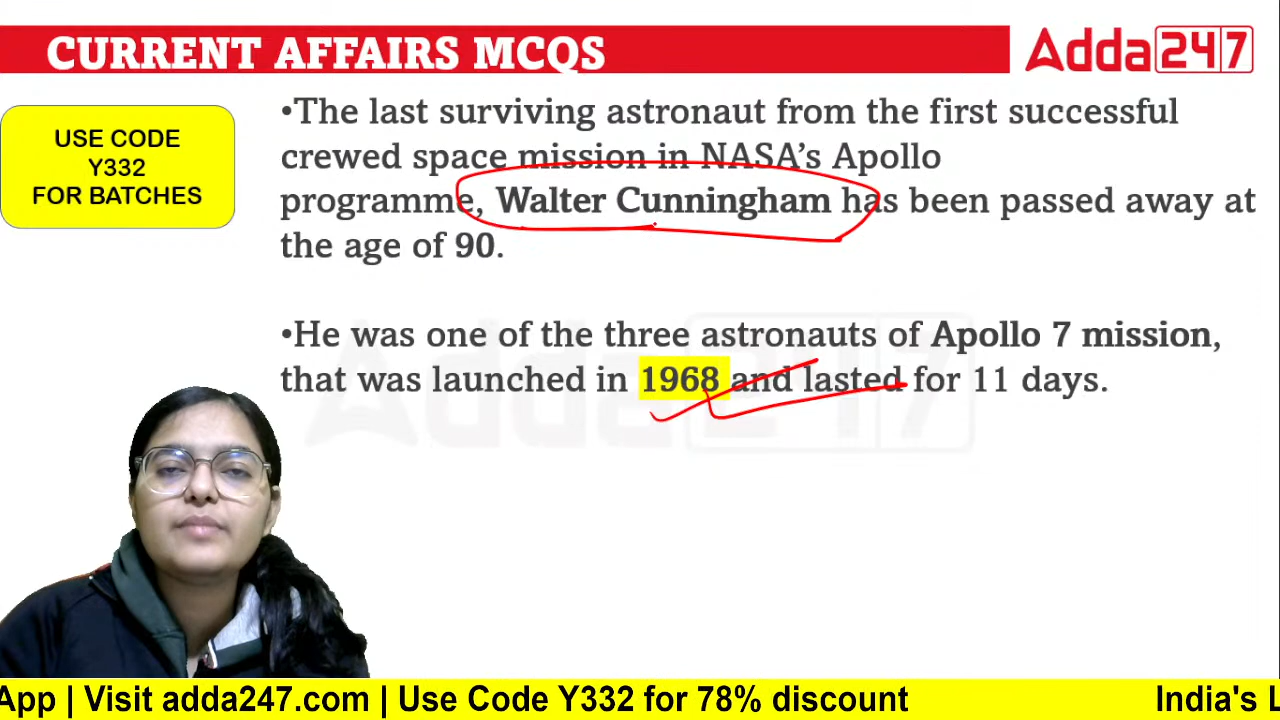 CURRENT AFFAIRS MCQS
Adda247
USE CODE
Y332
FOR BATCHES
•The last surviving astronaut from the first successful
crewed space mission in NASA's Apollo
programme, Walter Cunningham has been passed away at
the age of 90.
•He was one of the three astronauts of Apollo 7 mission,
that was launched in 1968 and lasted for 11 days.
Adda247
App | Visit adda247.com | Use Code Y332 for 78% discount
India's L